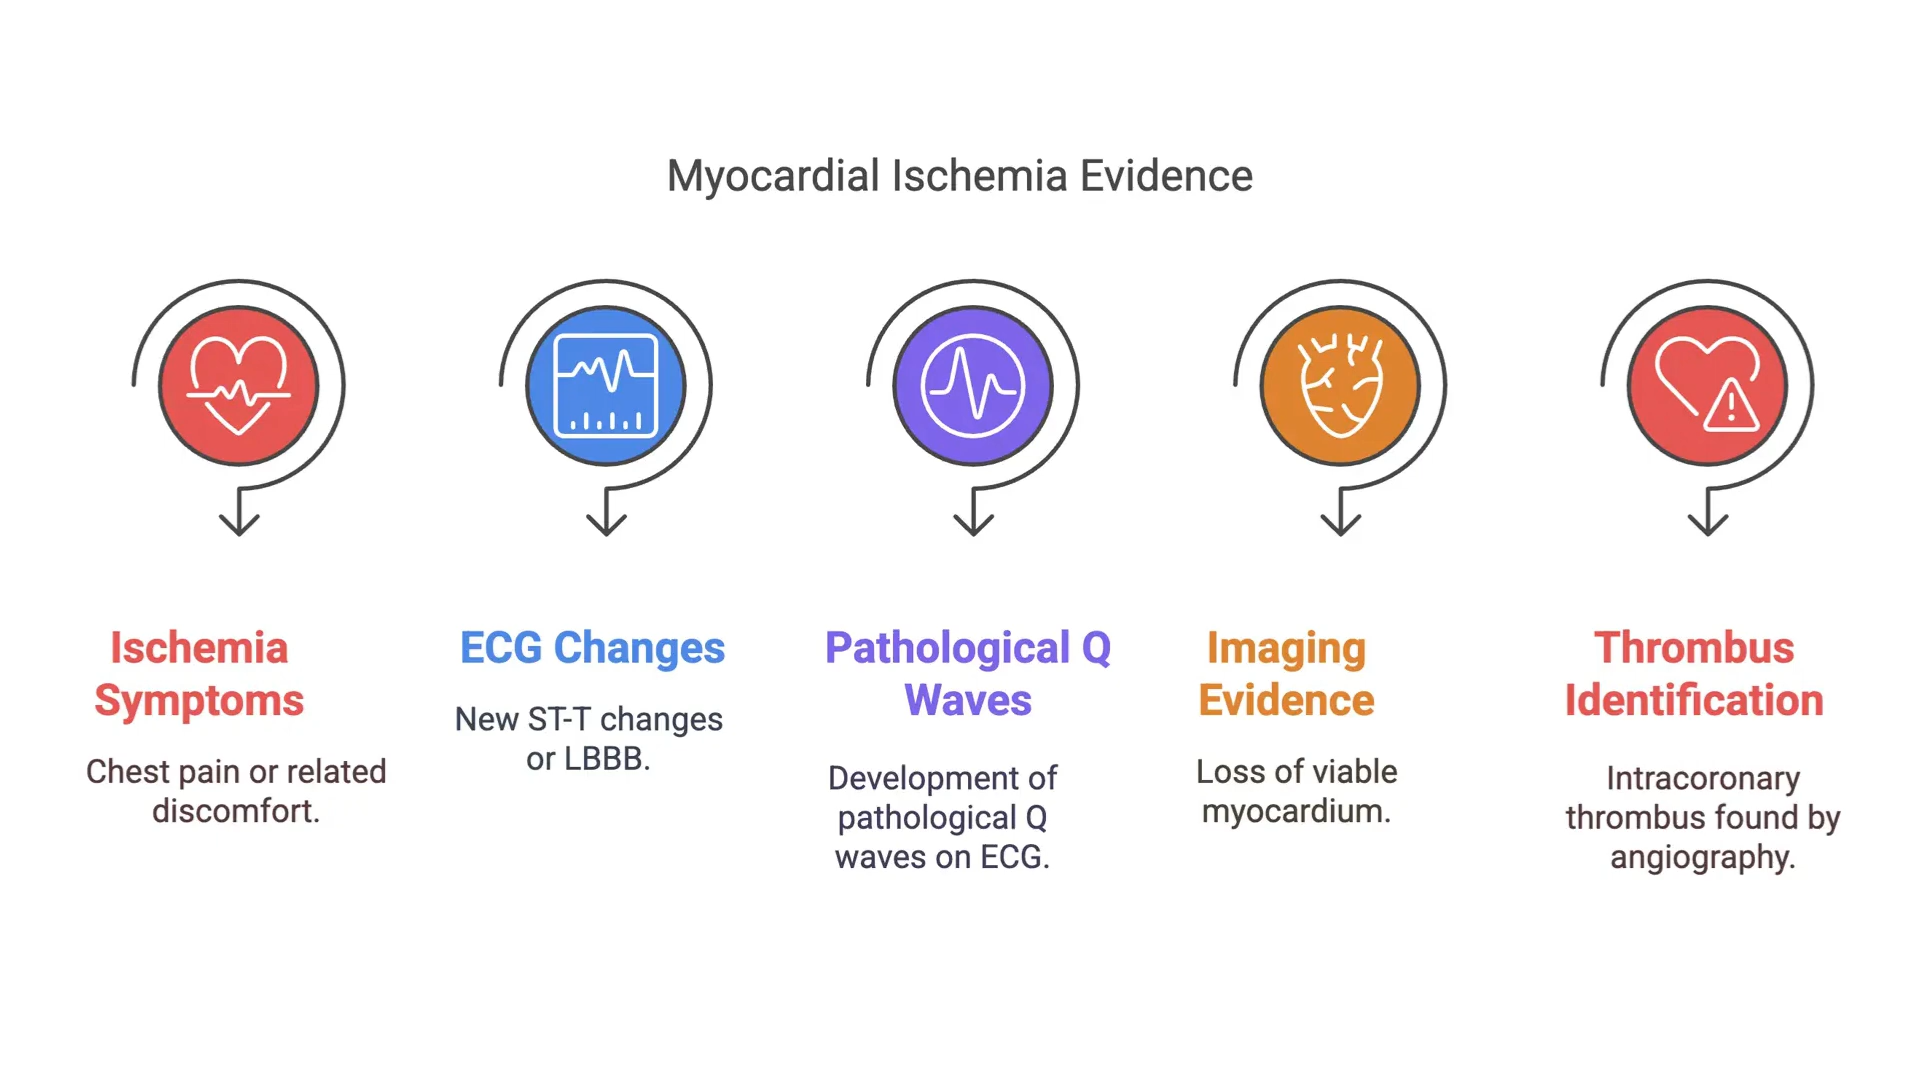 Myocardial Ischemia Evidence
Ischemia
Symptoms
Chest pain or related
discomfort.
ECG Changes
New ST-T changes
or LBBB.
Pathological Q
Waves
Development of
pathological Q
waves on ECG.
Imaging
Evidence
Loss of viable
myocardium.
Thrombus
Identification
Intracoronary
thrombus found by
angiography.